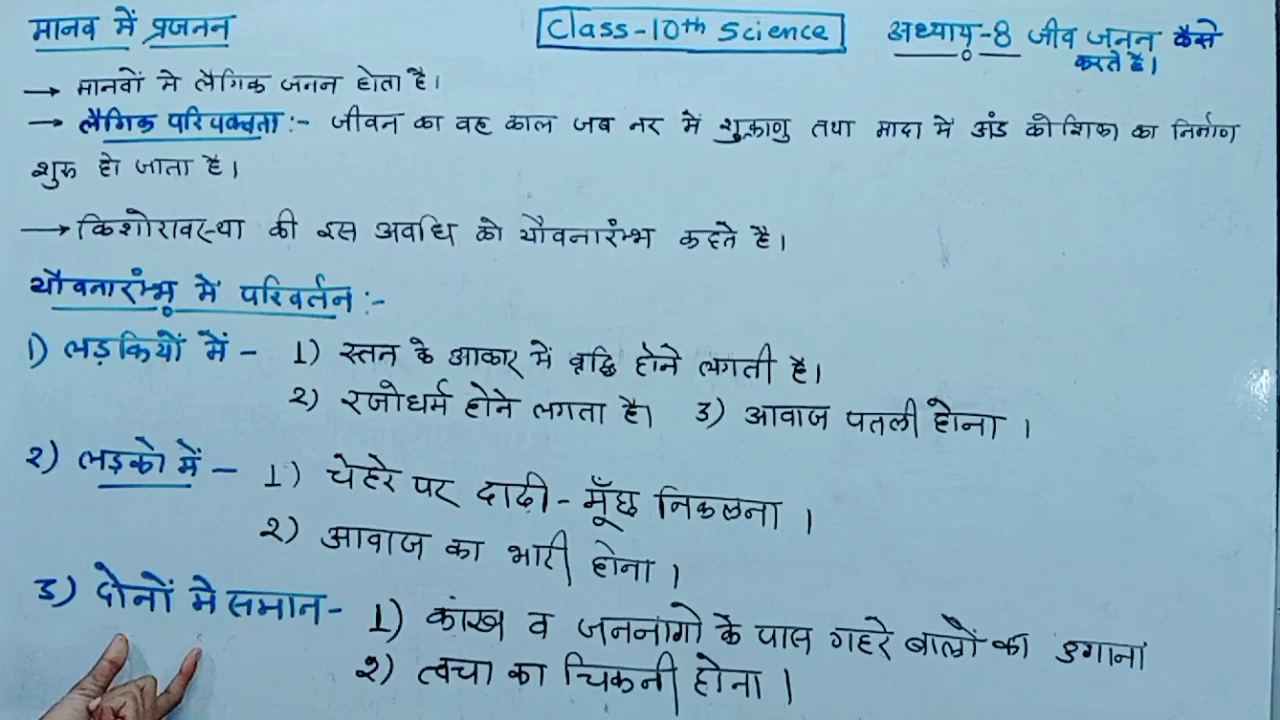 मानव में प्रजनन
Class-10th Science
अध्याय-8 जीव जनन कैसे
करते है।
→ मानवों मे लैगिक जनन होता है।
→ लैगिक परिपक्वता :- जीवन का वह काल जब नर में शुक्राणु तथा मादा में अंड कोशिका का निर्माण
शुरू हो जाता है।
→ किशोरावस्था की इस अवधि को यौवनारंम्भ कहते है।
यौवनारंम्भ में परिवर्तन :-
1) लड़कियों में - 1) स्तन के आकार में वृद्धि होने लगती है।
2) रजोधर्म होने लगता है। 3) आवाज पतली होना ।
2) लड़को में - 1) चेहरे पर दाढ़ी - मूँछ निकलना ।
2) आवाज का भारी होना ।
3) दोनों मे समान - 1) कांख व जननागो के पास गहरे बालों का उगाना
2) त्वचा का चिकनी होना ।